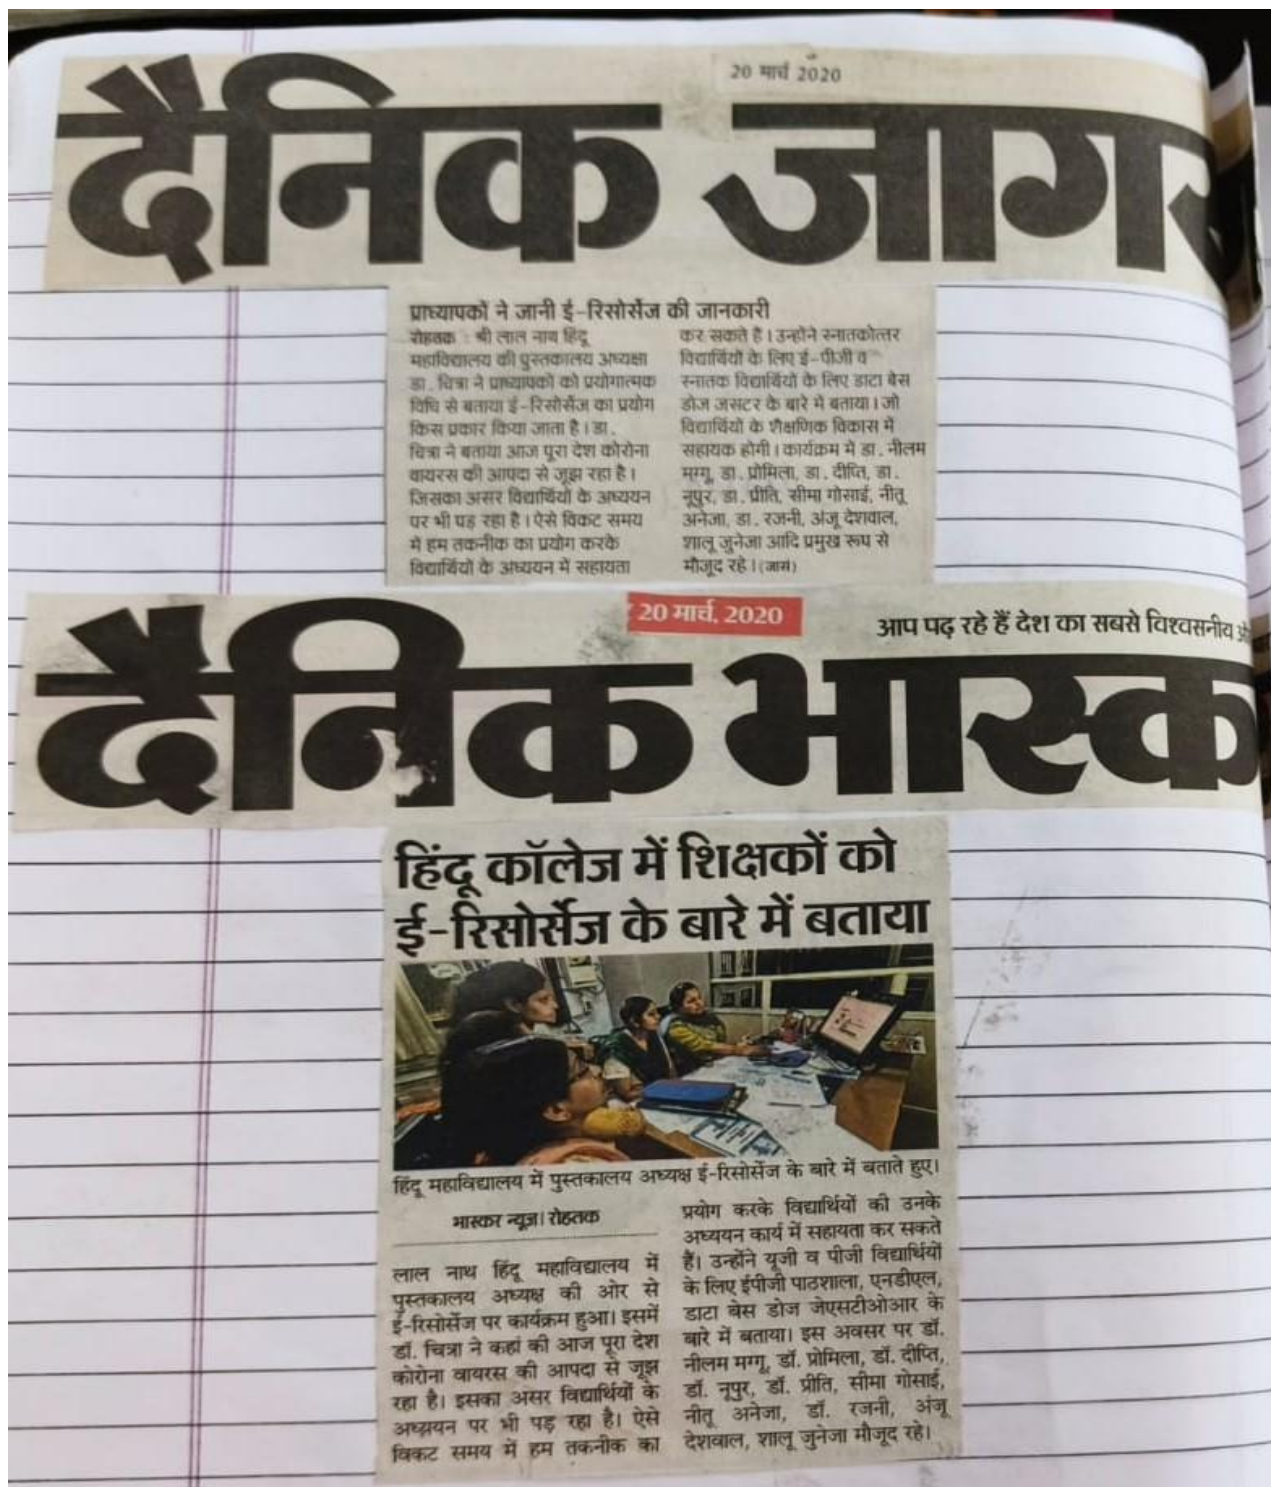 20 मार्च 2020
दैनिक जागर
प्राध्यापकों ने जानी ई-रिसोर्सेज की जानकारी
रोहतक : श्री लाल नाथ हिंदू
महाविद्यालय की पुस्तकालय अध्यक्षा
डा. चित्रा ने प्राध्यापकों को प्रयोगात्मक
विधि से बताया ई-रिसोर्सेज का प्रयोग
किस प्रकार किया जाता है। डा.
चित्रा ने बताया आज पूरा देश कोरोना
वायरस की आपदा से जूझ रहा है।
जिसका असर विद्यार्थियों के अध्ययन
पर भी पड़ रहा है। ऐसे विकट समय
में हम तकनीक का प्रयोग करके
विद्यार्थियों के अध्ययन में सहायता
कर सकते है। उन्होंने स्नातकोत्तर
विद्यार्थियों के लिए ई-पीजी व
स्नातक विद्यार्थियों के लिए डाटा बेस
डोज जसटर के बारे में बताया। जो
विद्यार्थियों के शैक्षणिक विकास में
सहायक होगी। कार्यक्रम में डा. नीलम
मग्गू, डा. प्रोमिला, डा. दीप्ति, डा.
नूपुर, डा. प्रीति, सीमा गोसाई, नीतू
अनेजा, डा. रजनी, अंजू देशवाल,
शालू जुनेजा आदि प्रमुख रूप से
मौजूद रहे। (जासं)
20 मार्च, 2020
आप पढ़ रहे हैं देश का सबसे विश्वसनीय
दैनिक भास्क
हिंदू कॉलेज में शिक्षकों को
ई-रिसोर्सेज के बारे में बताया
हिंदू महाविद्यालय में पुस्तकालय अध्यक्ष ई-रिसोर्सेज के बारे में बताते हुए।
भास्कर न्यूज। रोहतक
लाल नाथ हिंदू महाविद्यालय में
पुस्तकालय अध्यक्ष की ओर से
ई-रिसोर्सेज पर कार्यक्रम हुआ। इसमें
डॉ. चित्रा ने कहां की आज पूरा देश
कोरोना वायरस की आपदा से जूझ
रहा है। इसका असर विद्यार्थियों के
अध्ययन पर भी पड़ रहा है। ऐसे
विकट समय में हम तकनीक का
प्रयोग करके विद्यार्थियों की उनके
अध्ययन कार्य में सहायता कर सकते
हैं। उन्होंने यूजी व पीजी विद्यार्थियों
के लिए ईपीजी पाठशाला, एनडीएल,
डाटा बेस डोज जेएसटीओआर के
बारे में बताया। इस अवसर पर डॉ.
नीलम मग्गू, डॉ. प्रोमिला, डॉ. दीप्ति,
डॉ. नूपुर, डॉ. प्रीति, सीमा गोसाई,
नीतू अनेजा, डॉ. रजनी, अंजू
देशवाल, शालू जुनेजा मौजूद रहे।